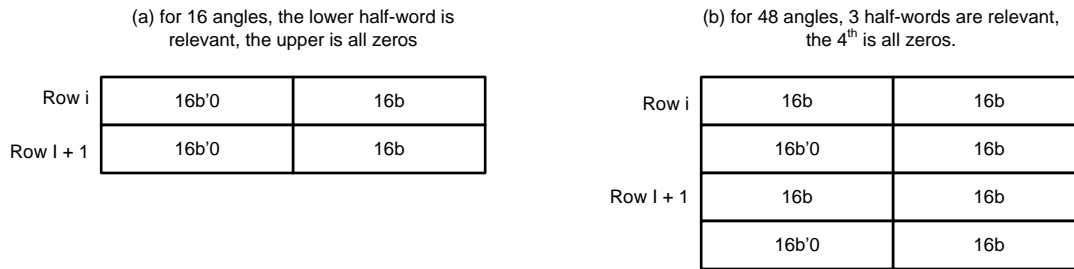 (a) for 16 angles, the lower half-word is
relevant, the upper is all zeros
Row i 16b'0 16b
Row I + 1 16b'0 16b
(b) for 48 angles, 3 half-words are relevant,
the 4th is all zeros.
Row i 16b 16b
16b'0 16b
Row I + 1 16b 16b
16b'0 16b